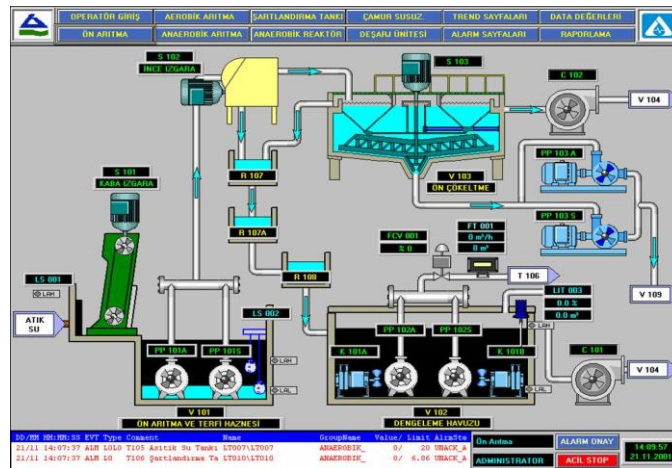 OPERATÖR GİRİŞ AEROBİK ARITMA ŞARTLANDIRMA TANKI ÇAMUR SUSUZ. TREND SAYFALARI DATA DEĞERLERİ
ÖN ARITMA ANAEROBİK ARITMA ANAEROBİK REAKTÖR DEŞARJ ÜNİTESİ ALARM SAYFALARI RAPORLAMA
S 102
İNCE IZGARA
S 103
C 102
V 104
S 101
KABA IZGARA
R 107
V 103
ÖN ÇÖKELTME
PP 103 A
R 107A
PP 103 S
FCV 001
% 0
FT 001
0 m³/h
0 m³
R 108
T 106
V 109
LS 001
LAH
LIT 003
0.0 %
0.0 m³
ATIK
SU
LS 002
PP 101A
PP 101S
LAH
LAL
PP 102A
PP 102S
K 101A
K 101B
LAH
LAL
C 101
V 104
V 101
ÖN ARITMA VE TERFİ HAZNESİ
V 102
DENGELEME HAVUZU
DD/MM HH:MM:SS EVT Type Comment Name GroupName Value/ Limit AlrmSta
21/11 14:07:37 ALM LOLO T105 Asitik Su Tankı LT007\LT007 ANAEROBIK_ 0/ 20 UNACK_A
21/11 14:07:37 ALM LO T106 Şartlandırma Ta LT010\LT010 ANAEROBIK_ 0/ 6.06 UNACK_A
Ön Arıtma
ALARM ONAY
ADMINISTRATOR
ACİL STOP
14:09:57
21.11.2001